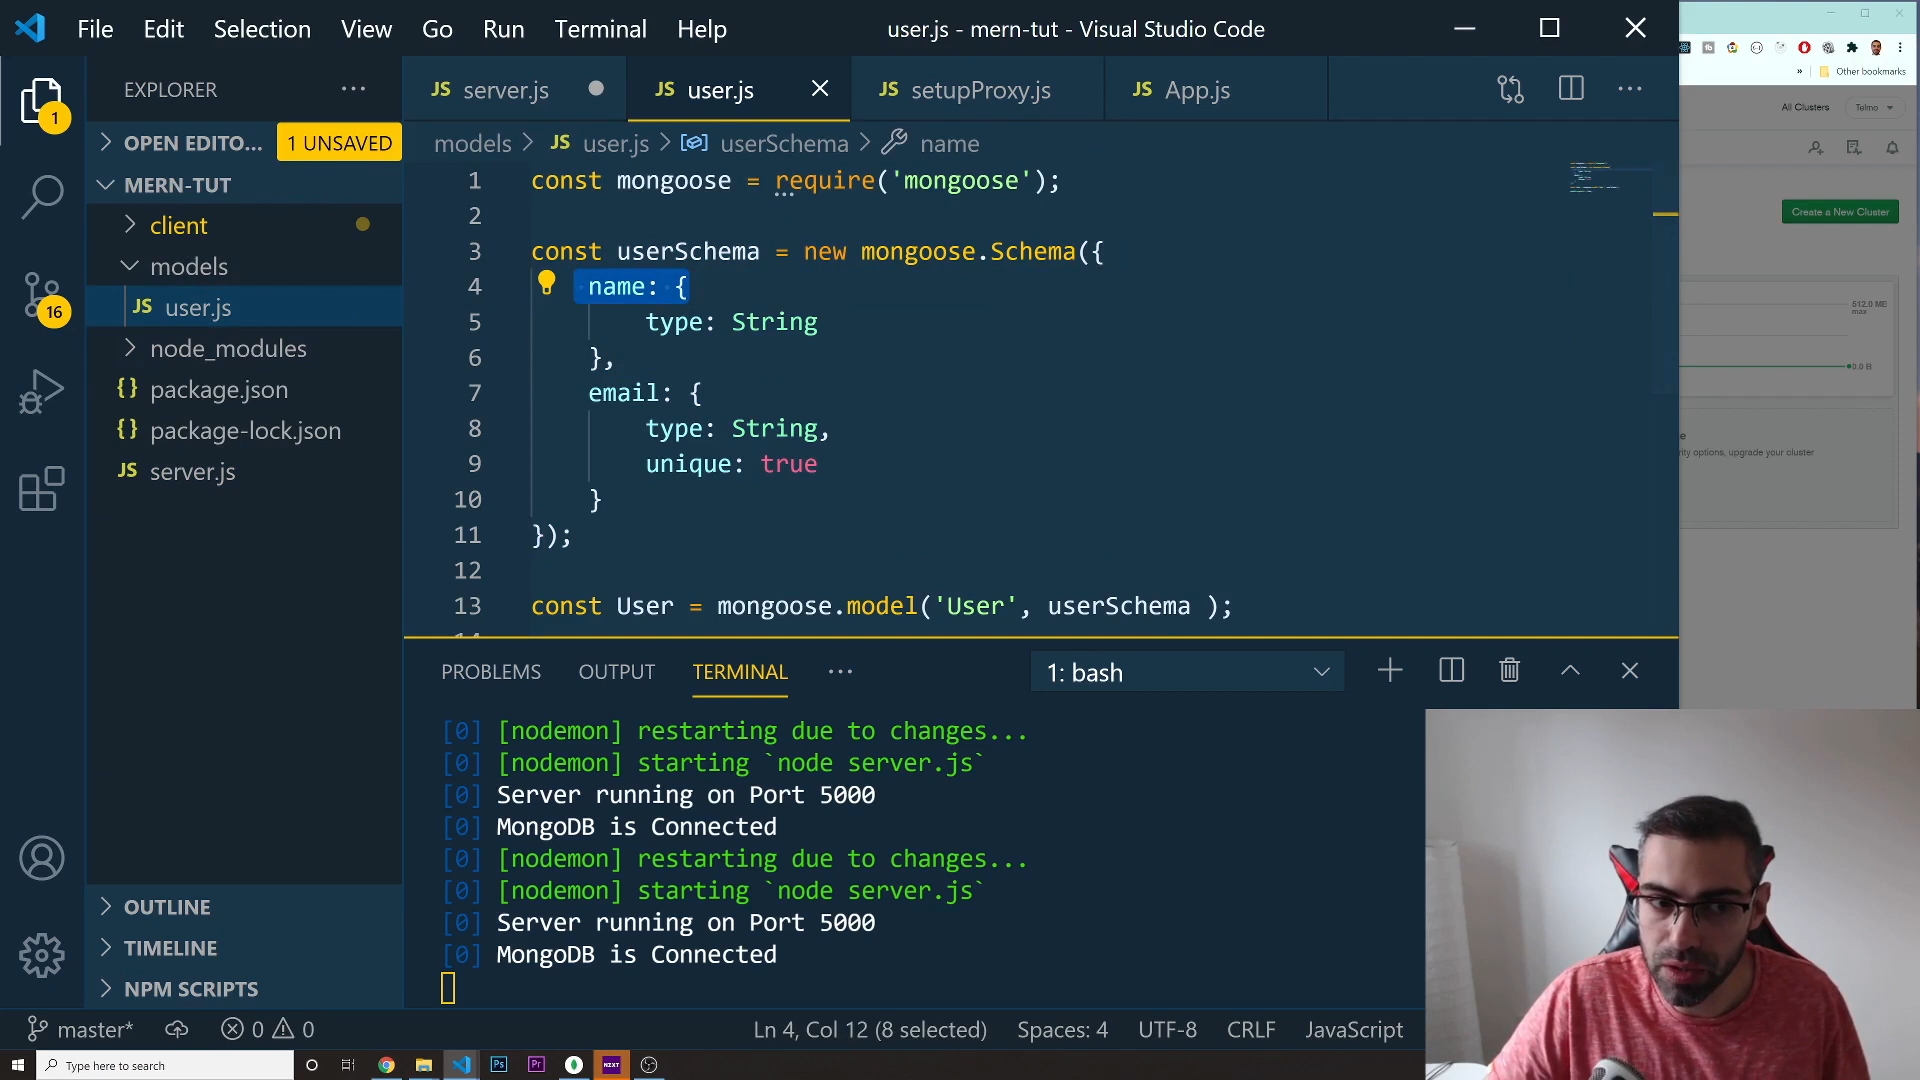 File Edit Selection View Go Run Terminal Help
user.js - mern-tut - Visual Studio Code
EXPLORER
JS server.js
JS user.js
JS setupProxy.js
JS App.js
OPEN EDITO... 1 UNSAVED
models > JS user.js > userSchema > name
MERN-TUT
client
models
JS user.js
node_modules
{} package.json
{} package-lock.json
JS server.js
OUTLINE
TIMELINE
NPM SCRIPTS
1
16
1 const mongoose = require('mongoose');
2
3 const userSchema = new mongoose.Schema({
4 name: {
5 type: String
6 },
7 email: {
8 type: String,
9 unique: true
10 }
11 });
12
13 const User = mongoose.model('User', userSchema );
PROBLEMS OUTPUT TERMINAL ...
1: bash
[0] [nodemon] restarting due to changes...
[0] [nodemon] starting `node server.js`
[0] Server running on Port 5000
[0] MongoDB is Connected
[0] [nodemon] restarting due to changes...
[0] [nodemon] starting `node server.js`
[0] Server running on Port 5000
[0] MongoDB is Connected
master* 0 0
Ln 4, Col 12 (8 selected) Spaces: 4 UTF-8 CRLF JavaScript
Type here to search
Ps
Pr
NZXT
» Other bookmarks
All Clusters Telmo
Create a New Cluster
512.0 MB
max
0.0 B
rity options, upgrade your cluster